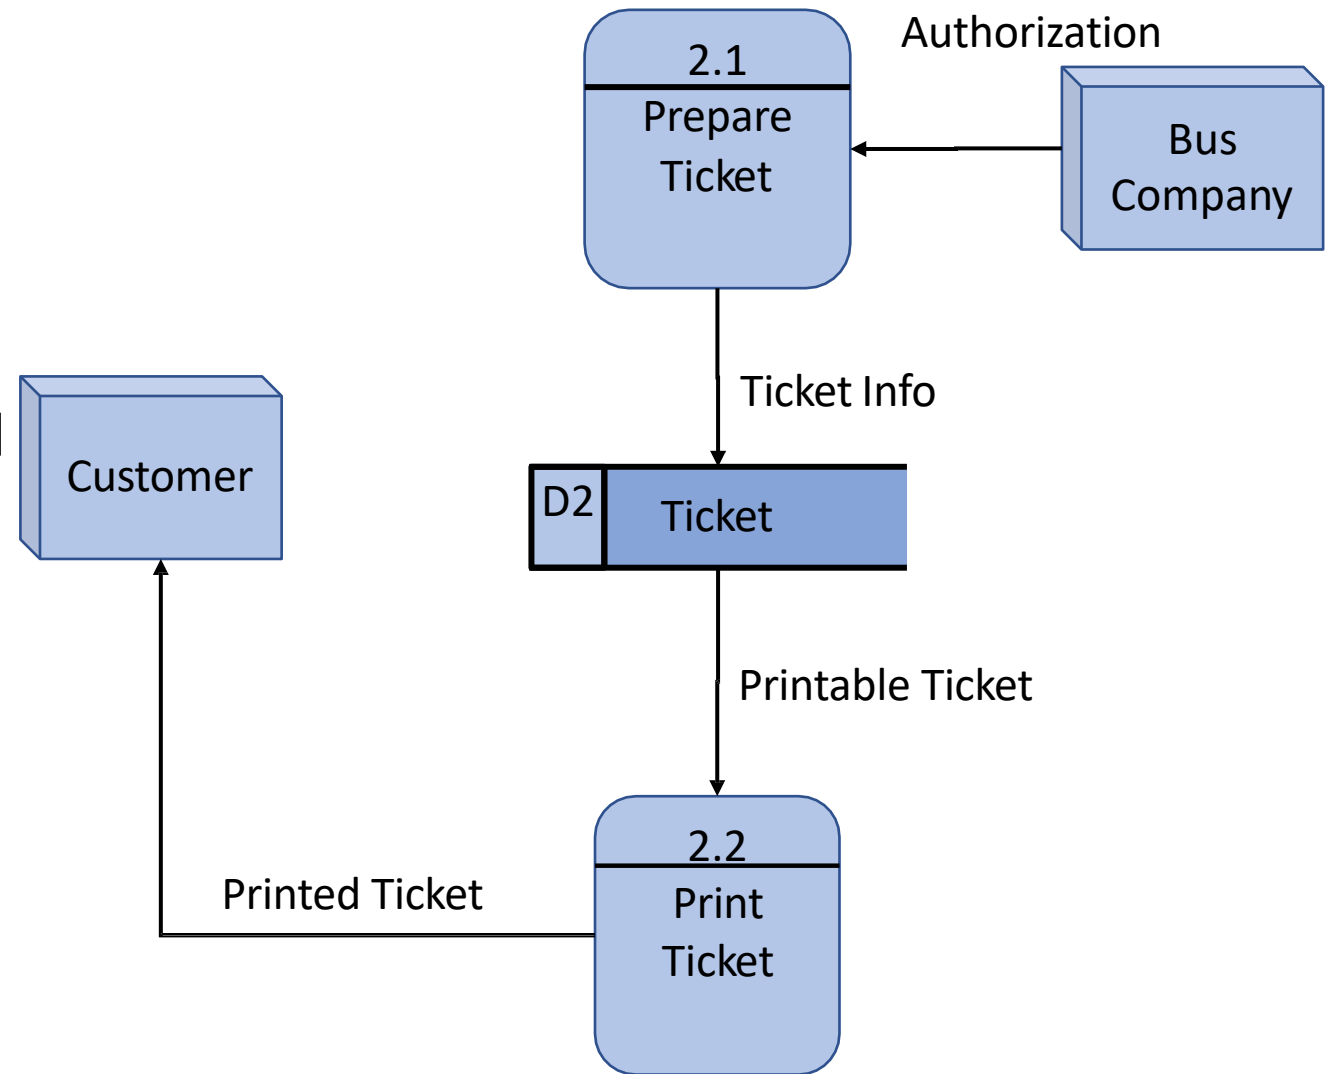 Authorization
2.1
Prepare
Ticket
Bus
Company
Ticket Info
Customer
D2
Ticket
Printable Ticket
2.2
Print
Ticket
Printed Ticket